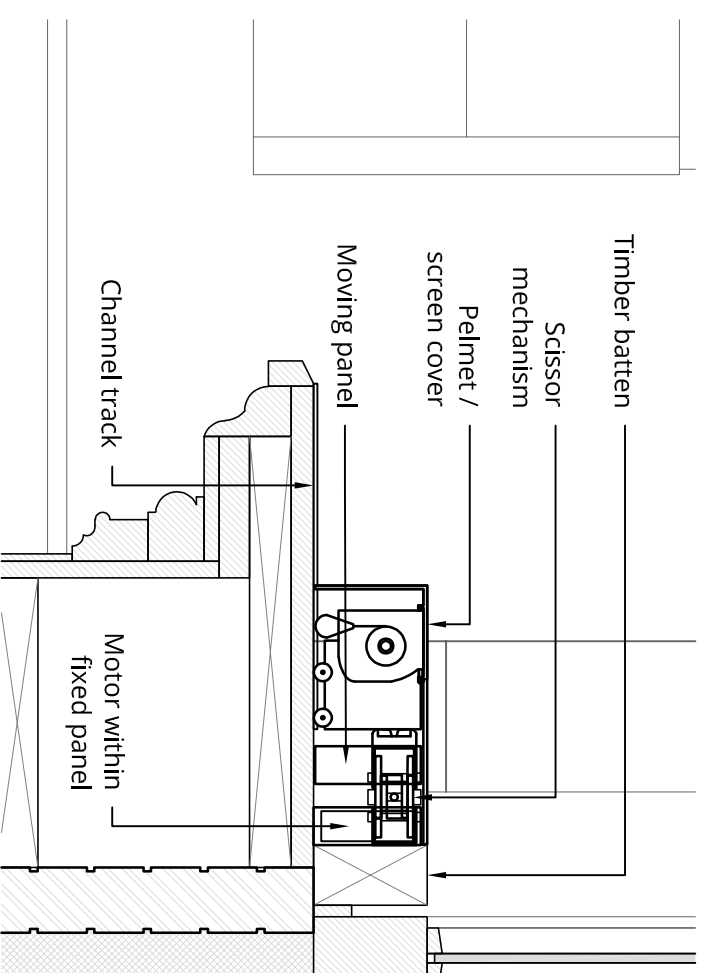 Timber batten
Scissor
mechanism
Pelmet /
screen cover
Moving panel
Channel track
Motor within
fixed panel